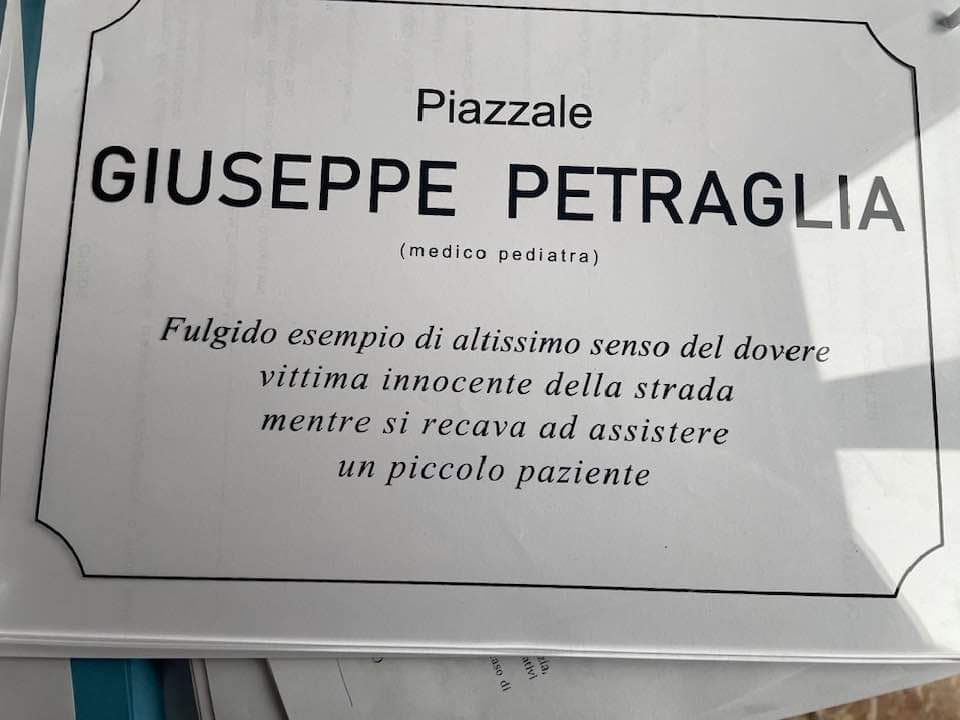 Piazzale
GIUSEPPE PETRAGLIA
(medico pediatra)
Fulgido esempio di altissimo senso del dovere
vittima innocente della strada
mentre si recava ad assistere
un piccolo paziente